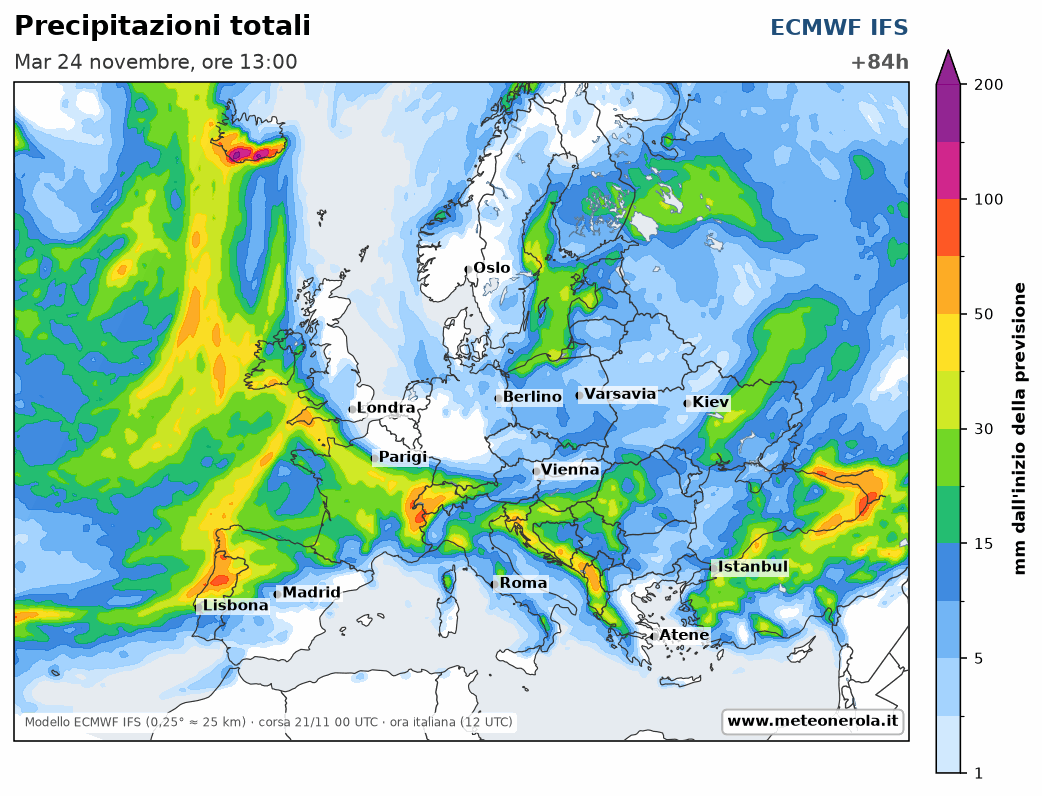 Precipitazioni totali
ECMWF IFS
Mar 24 novembre, ore 13:00
+84h
200
100
50
30
15
5
1
mm dall'inizio della previsione
Oslo
Londra
Berlino
Varsavia
Kiev
Parigi
Vienna
Istanbul
Roma
Madrid
Lisbona
Atene
Modello ECMWF IFS (0,25° ≈ 25 km) · corsa 21/11 00 UTC · ora italiana (12 UTC)
www.meteonerola.it